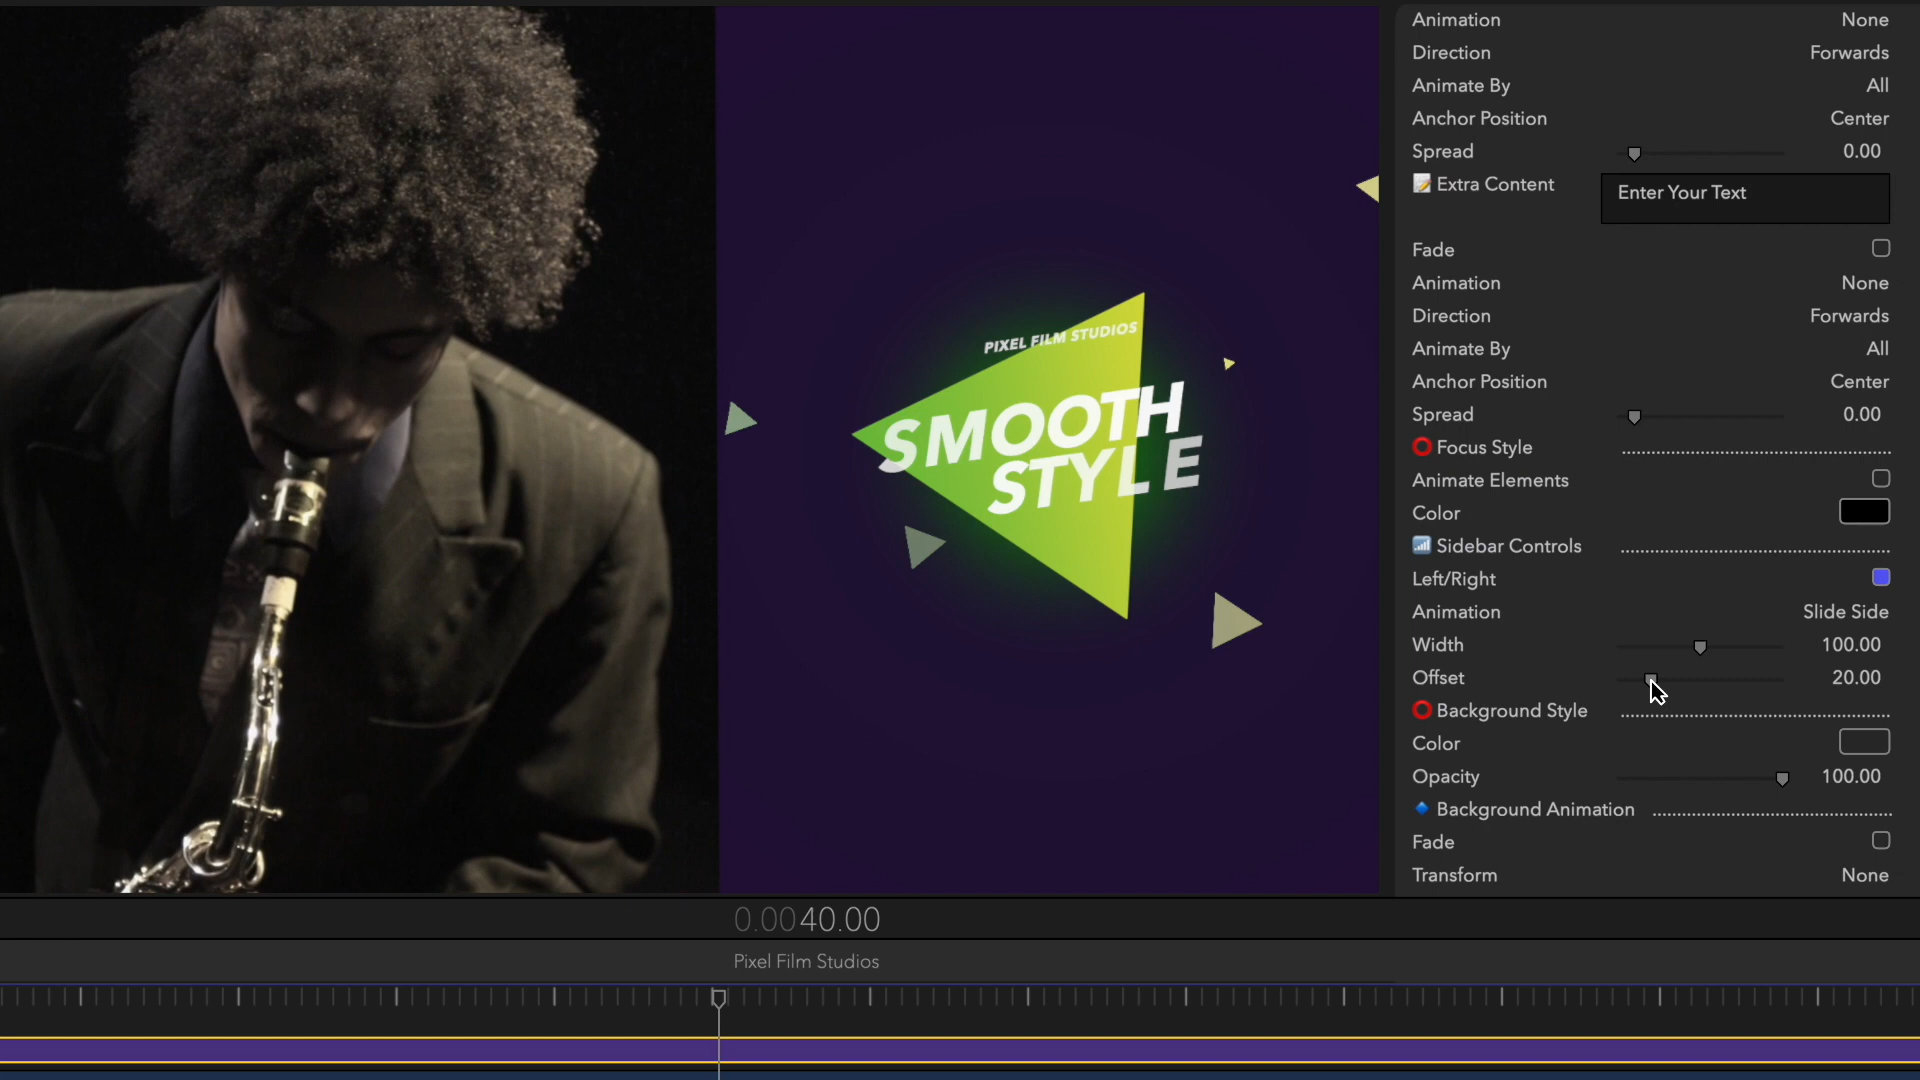 PIXEL FILM STUDIOS
SMOOTH
STYLE
Animation None
Direction Forwards
Animate By All
Anchor Position Center
Spread 0.00
Extra Content Enter Your Text
Fade
Animation None
Direction Forwards
Animate By All
Anchor Position Center
Spread 0.00
Focus Style
Animate Elements
Color
Sidebar Controls
Left/Right
Animation Slide Side
Width 100.00
Offset 20.00
Background Style
Color
Opacity 100.00
Background Animation
Fade
Transform None
0.0040.00
Pixel Film Studios